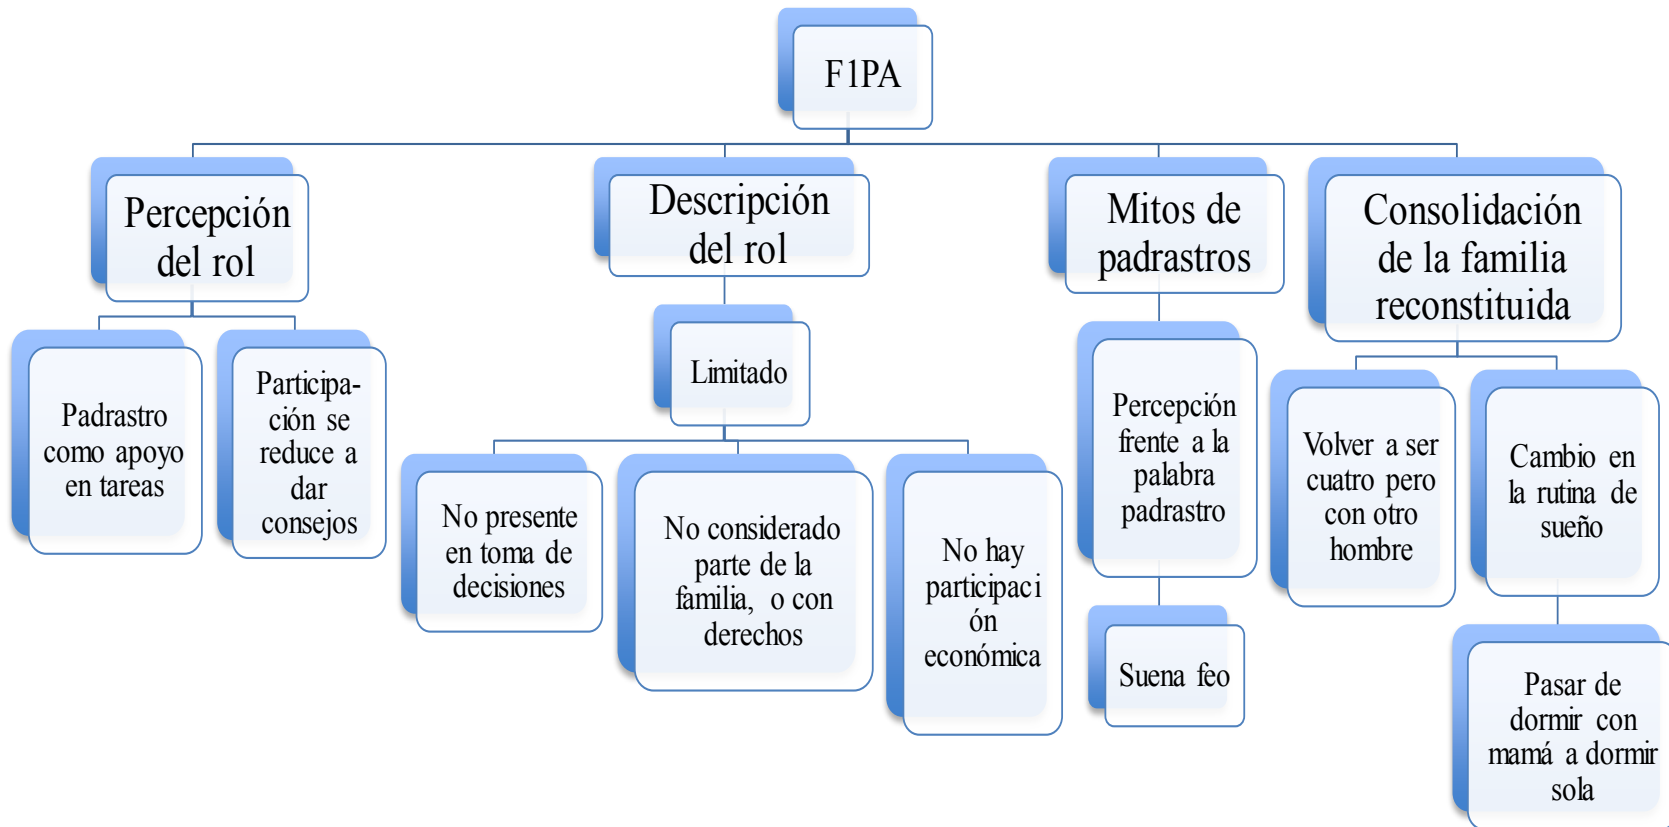 F1PA
Percepción
del rol
Descripción
del rol
Mitos de
padrastros
Consolidación
de la familia
reconstituida
Padrastro
como apoyo
en tareas
Participa-
ción se
reduce a
dar
consejos
Limitado
No presente
en toma de
decisiones
No considerado
parte de la
familia, o con
derechos
No hay
participaci
ón
económica
Percepción
frente a la
palabra
padrastro
Suena feo
Volver a ser
cuatro pero
con otro
hombre
Cambio en
la rutina de
sueño
Pasar de
dormir con
mamá a dormir
sola